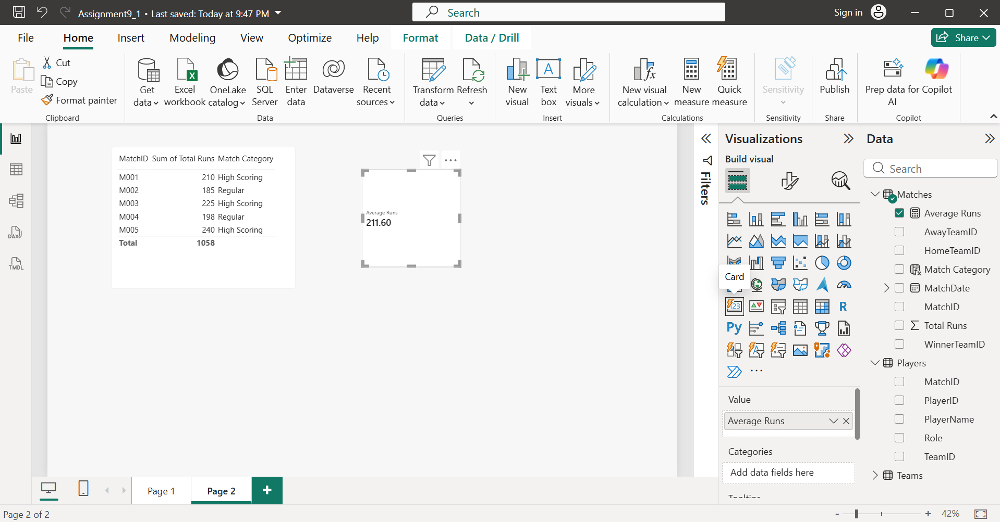 Assignment9_1 • Last saved: Today at 9:47 PM
Search
Sign in
File Home Insert Modeling View Optimize Help Format Data / Drill
Share
Paste
Cut
Copy
Format painter
Clipboard
Get data
Excel workbook
OneLake catalog
SQL Server
Enter data
Dataverse
Recent sources
Data
Transform data
Refresh
Queries
New visual
Text box
More visuals
Insert
New visual calculation
New measure
Quick measure
Calculations
Sensitivity
Sensitivity
Publish
Share
Prep data for AI
Copilot
Copilot
MatchID Sum of Total Runs Match Category
M001 210 High Scoring
M002 185 Regular
M003 225 High Scoring
M004 198 Regular
M005 240 High Scoring
Total 1058
Average Runs
211.60
DAX
TMDL
Filters
Visualizations
Build visual
Card
123
R
Py
Value
Average Runs
Categories
Add data fields here
Tooltips
Data
Search
Matches
Average Runs
AwayTeamID
HomeTeamID
Match Category
MatchDate
MatchID
Total Runs
WinnerTeamID
Players
MatchID
PlayerID
PlayerName
Role
TeamID
Teams
Page 1
Page 2
Page 2 of 2
42%